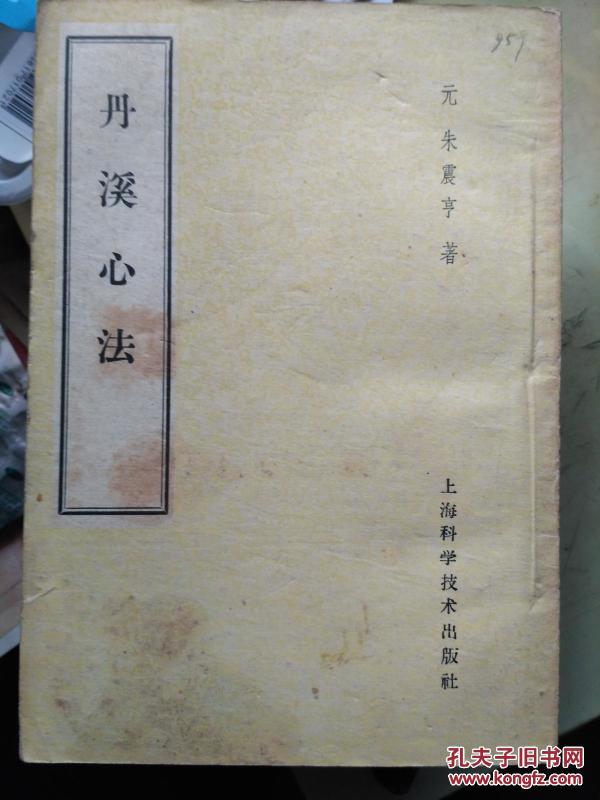 丹溪心法
元 朱震亨 著
上海科学技术出版社
959
孔夫子旧书网
www.kongfz.com